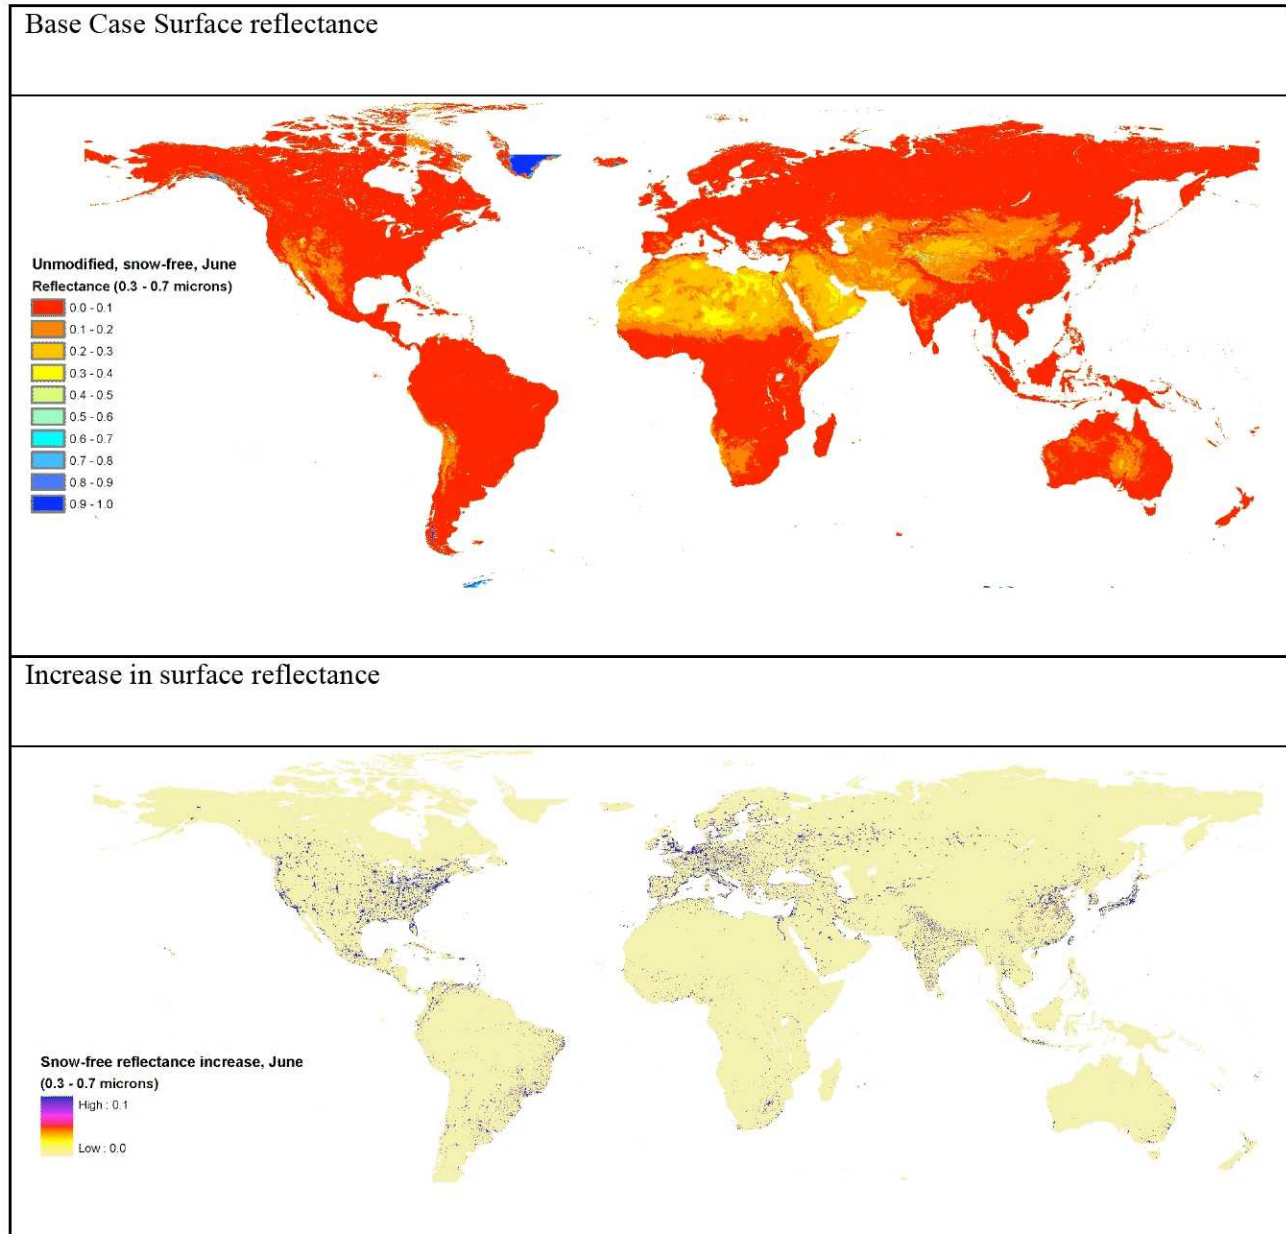 Base Case Surface reflectance
Unmodified, snow-free, June
Reflectance (0.3 - 0.7 microns)
0.0 - 0.1
0.1 - 0.2
0.2 - 0.3
0.3 - 0.4
0.4 - 0.5
0.5 - 0.6
0.6 - 0.7
0.7 - 0.8
0.8 - 0.9
0.9 - 1.0
Increase in surface reflectance
Snow-free reflectance increase, June
(0.3 - 0.7 microns)
High : 0.1
Low : 0.0